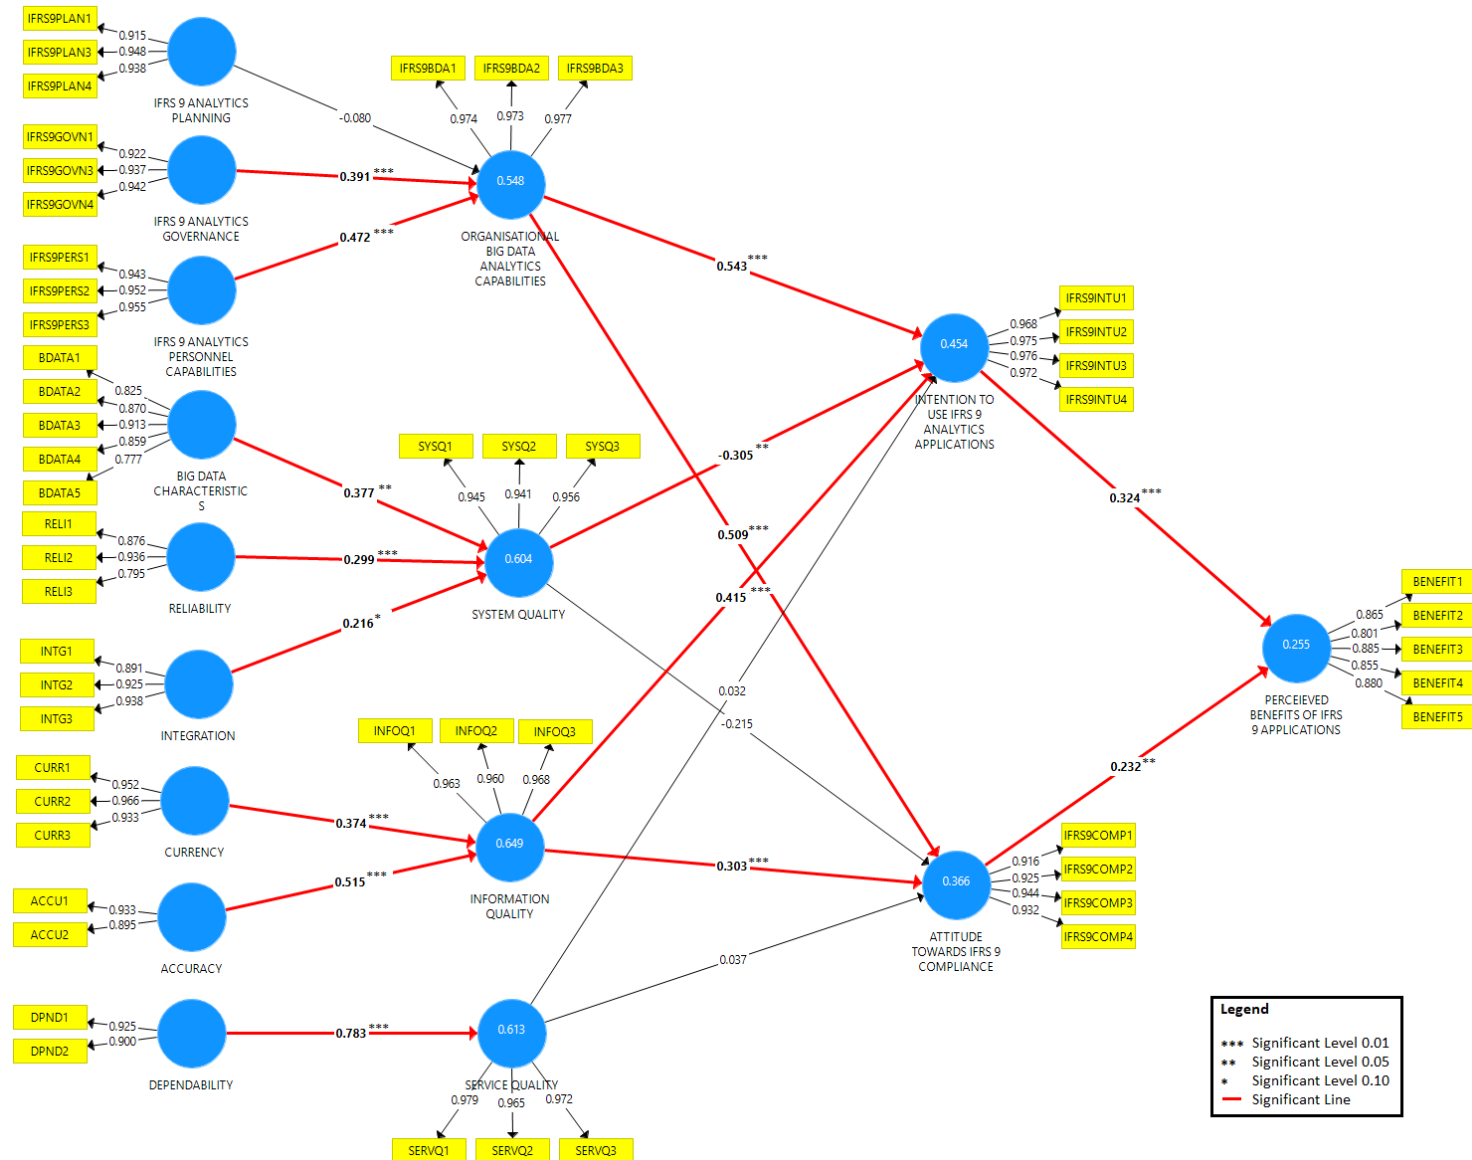 IFRS9PLAN1
IFRS9PLAN3
IFRS9PLAN4
0.915
0.948
0.938
IFRS 9 ANALYTICS
PLANNING
-0.080
IFRS9GOVN1
IFRS9GOVN3
IFRS9GOVN4
0.922
0.937
0.942
IFRS 9 ANALYTICS
GOVERNANCE
0.391 ***
IFRS9PERS1
IFRS9PERS2
IFRS9PERS3
0.943
0.952
0.955
IFRS 9 ANALYTICS
PERSONNEL
CAPABILITIES
0.472 ***
IFRS9BDA1
IFRS9BDA2
IFRS9BDA3
0.974
0.973
0.977
0.548
ORGANISATIONAL
BIG DATA
ANALYTICS
CAPABILITIES
BDATA1
BDATA2
BDATA3
BDATA4
BDATA5
0.825
0.870
0.913
0.859
0.777
BIG DATA
CHARACTERISTIC
S
0.377 **
RELI1
RELI2
RELI3
0.876
0.936
0.795
RELIABILITY
0.299 ***
INTG1
INTG2
INTG3
0.891
0.925
0.938
INTEGRATION
0.216 *
SYSQ1
SYSQ2
SYSQ3
0.945
0.941
0.956
0.604
SYSTEM QUALITY
CURR1
CURR2
CURR3
0.952
0.966
0.933
CURRENCY
0.374 ***
ACCU1
ACCU2
0.933
0.895
ACCURACY
0.515 ***
INFOQ1
INFOQ2
INFOQ3
0.963
0.960
0.968
0.649
INFORMATION
QUALITY
DPND1
DPND2
0.925
0.900
DEPENDABILITY
0.783 ***
0.613
SERVICE QUALITY
0.979
0.965
0.972
SERVQ1
SERVQ2
SERVQ3
0.543 ***
-0.305 **
0.509 ***
0.415 ***
0.032
-0.215
0.303 ***
0.037
0.454
INTENTION TO
USE IFRS 9
ANALYTICS
APPLICATIONS
0.968
0.975
0.976
0.972
IFRS9INTU1
IFRS9INTU2
IFRS9INTU3
IFRS9INTU4
0.324 ***
0.366
ATTITUDE
TOWARDS IFRS 9
COMPLIANCE
0.916
0.925
0.944
0.932
IFRS9COMP1
IFRS9COMP2
IFRS9COMP3
IFRS9COMP4
0.232 **
0.255
PERCEIEVED
BENEFITS OF IFRS
9 APPLICATIONS
0.865
0.801
0.885
0.855
0.880
BENEFIT1
BENEFIT2
BENEFIT3
BENEFIT4
BENEFIT5
Legend
*** Significant Level 0.01
** Significant Level 0.05
* Significant Level 0.10
Significant Line